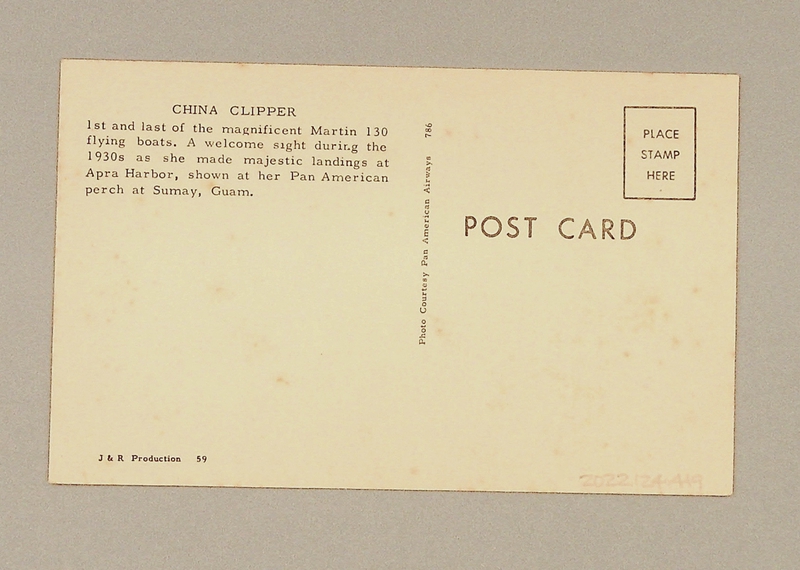 CHINA CLIPPER
1st and last of the magnificent Martin 130
flying boats. A welcome sight during the
1930s as she made majestic landings at
Apra Harbor, shown at her Pan American
perch at Sumay, Guam.
J & R Production 59
Photo Courtesy Pan American Airways 786
PLACE
STAMP
HERE
POST CARD
2022.124.419